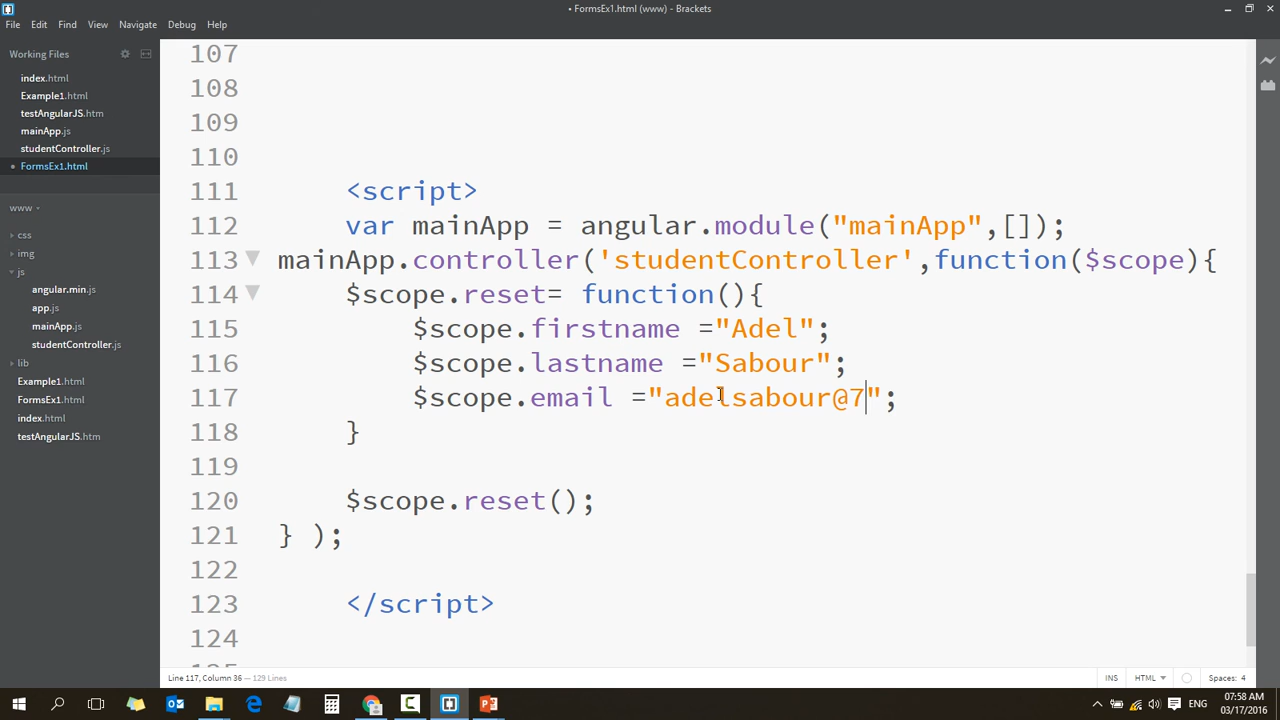 • FormsEx1.html (www) - Brackets
File Edit Find View Navigate Debug Help
Working Files
index.html
Example1.html
testAngularJS.htm
mainApp.js
studentController.js
• FormsEx1.html
www
css
img
js
angular.min.js
app.js
mainApp.js
studentController.js
lib
Example1.html
FormsEx1.html
index.html
testAngularJS.htm
107
108
109
110
111 <script>
112 var mainApp = angular.module("mainApp",[]);
113 mainApp.controller('studentController',function($scope){
114 $scope.reset= function(){
115 $scope.firstname ="Adel";
116 $scope.lastname ="Sabour";
117 $scope.email ="adelsabour@7";
118 }
119
120 $scope.reset();
121 } );
122
123 </script>
124
Line 117, Column 36 — 129 Lines
INS HTML Spaces: 4
ENG 07:58 AM
03/17/2016